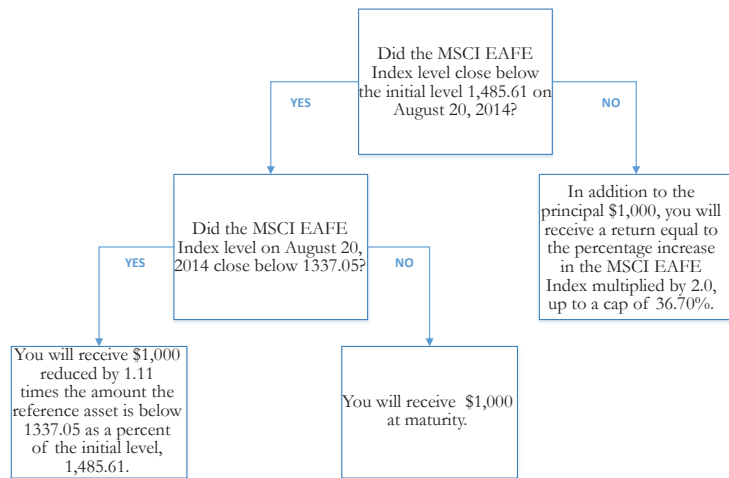 Did the MSCI EAFE
Index level close below
the initial level 1,485.61 on
August 20, 2014?
YES
NO
Did the MSCI EAFE
Index level on August 20,
2014 close below 1337.05?
In addition to the
principal $1,000, you will
receive a return equal to
the percentage increase
in the MSCI EAFE
Index multiplied by 2.0,
up to a cap of 36.70%.
YES
NO
You will receive $1,000
reduced by 1.11
times the amount the
reference asset is below
1337.05 as a percent
of the initial level,
1,485.61.
You will receive $1,000
at maturity.